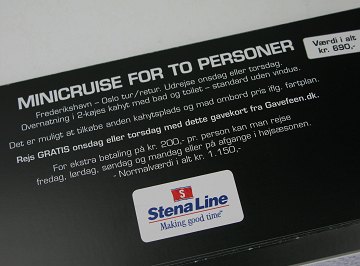 MINICRUISE FOR TO PERSONER
Værdi i alt
kr. 690,-
Frederikshavn – Oslo tur/retur. Udrejse onsdag eller torsdag.
Overnatning i 2-køjes kahyt med bad og toilet – standard uden vindue.
Det er muligt at tilkøbe anden kahytsplads og mad ombord pris iflg. fartplan.
Rejs GRATIS onsdag eller torsdag med dette gavekort fra Gavefeen.dk.
For ekstra betaling på kr. 200,- pr. person kan man rejse
fredag, lørdag, søndag og mandag eller på afgange i højsæsonen.
- Normalværdi i alt kr. 1.150,-
S
Stena Line
Making good time